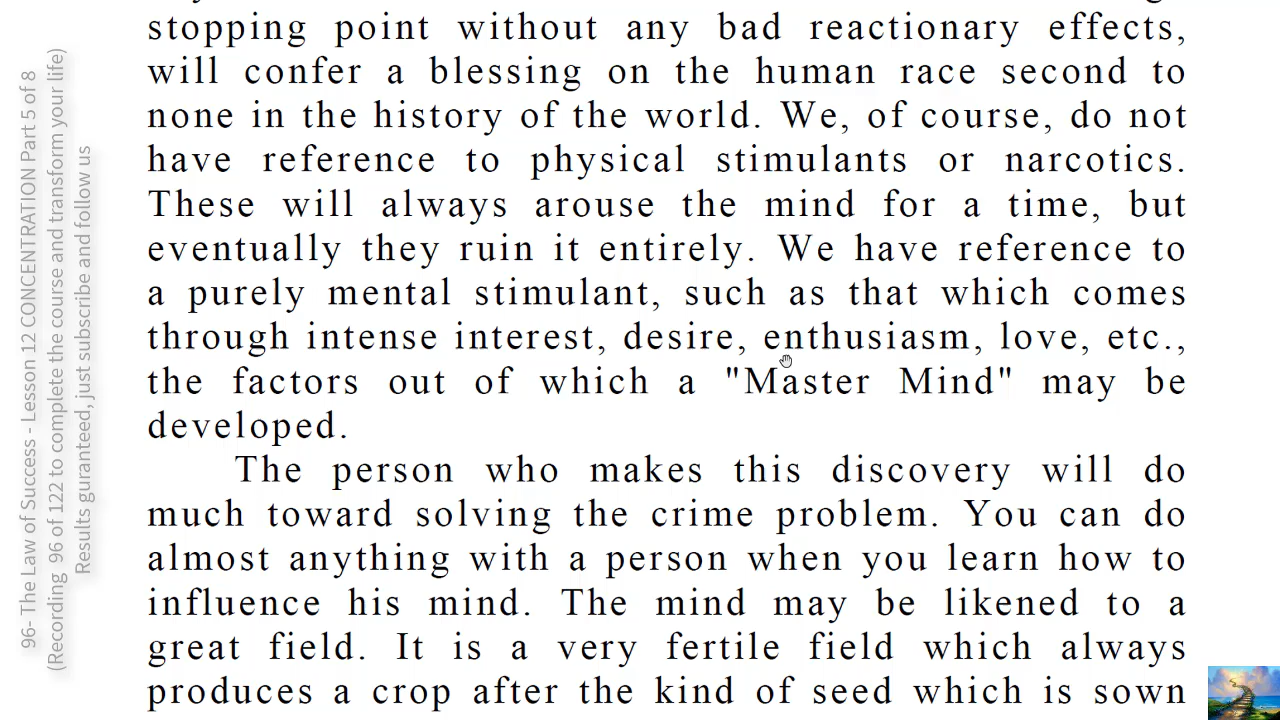 stopping point without any bad reactionary effects,
will confer a blessing on the human race second to
none in the history of the world. We, of course, do not
have reference to physical stimulants or narcotics.
These will always arouse the mind for a time, but
eventually they ruin it entirely. We have reference to
a purely mental stimulant, such as that which comes
through intense interest, desire, enthusiasm, love, etc.,
the factors out of which a "Master Mind" may be
developed.
The person who makes this discovery will do
much toward solving the crime problem. You can do
almost anything with a person when you learn how to
influence his mind. The mind may be likened to a
great field. It is a very fertile field which always
produces a crop after the kind of seed which is sown
96- The Law of Success - Lesson 12 CONCENTRATION Part 5 of 8
(Recording 96 of 122 to complete the course and transform your life)
Results guranteed, just subscribe and follow us